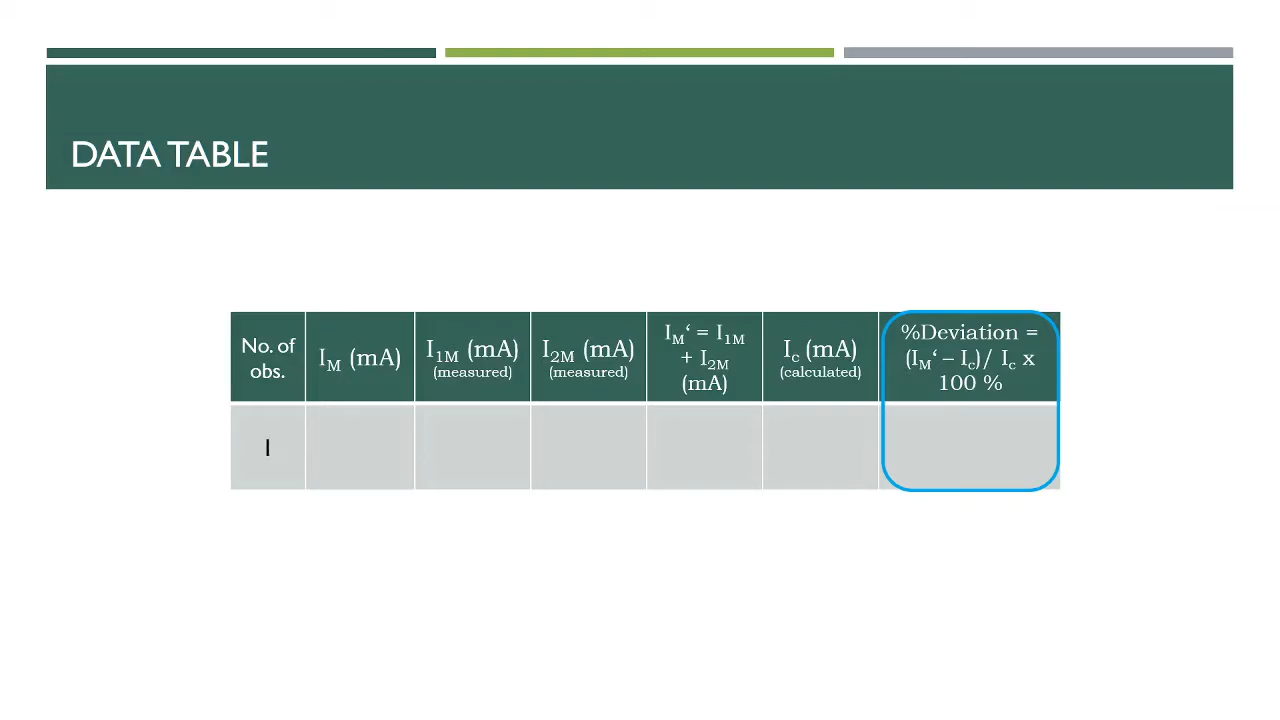 DATA TABLE
No. of
obs.
I_M (mA)
I_1M (mA)
(measured)
I_2M (mA)
(measured)
I_M‘ = I_1M
+ I_2M
(mA)
I_c (mA)
(calculated)
%Deviation =
(I_M‘ – I_c)/ I_c x
100 %
1